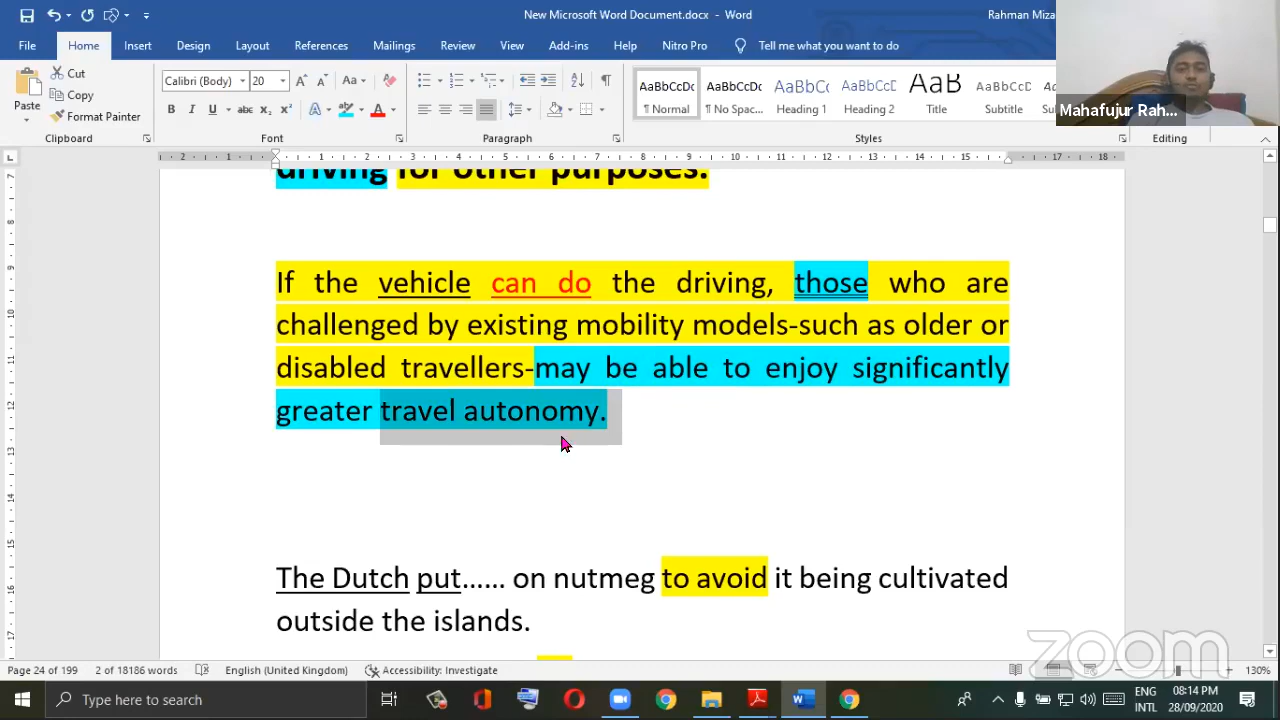 New Microsoft Word Document.docx - Word
Rahman Miza
File Home Insert Design Layout References Mailings Review View Add-ins Help Nitro Pro Tell me what you want to do
Paste
Cut
Copy
Format Painter
Calibri (Body) 20
AaBbCcDc AaBbCcDc AaBbC AaBbCcC AaB AaBbCcD
¶ Normal ¶ No Spac... Heading 1 Heading 2 Title Subtitle
Mahafujur Rah...
Clipboard Font Paragraph Styles Editing
driving for other purposes.
If the vehicle can do the driving, those who are
challenged by existing mobility models-such as older or
disabled travellers-may be able to enjoy significantly
greater travel autonomy.
The Dutch put...... on nutmeg to avoid it being cultivated
outside the islands.
zoom
Page 24 of 199 2 of 18186 words English (United Kingdom) Accessibility: Investigate 130%
Type here to search
ENG
INTL
08:14 PM
28/09/2020